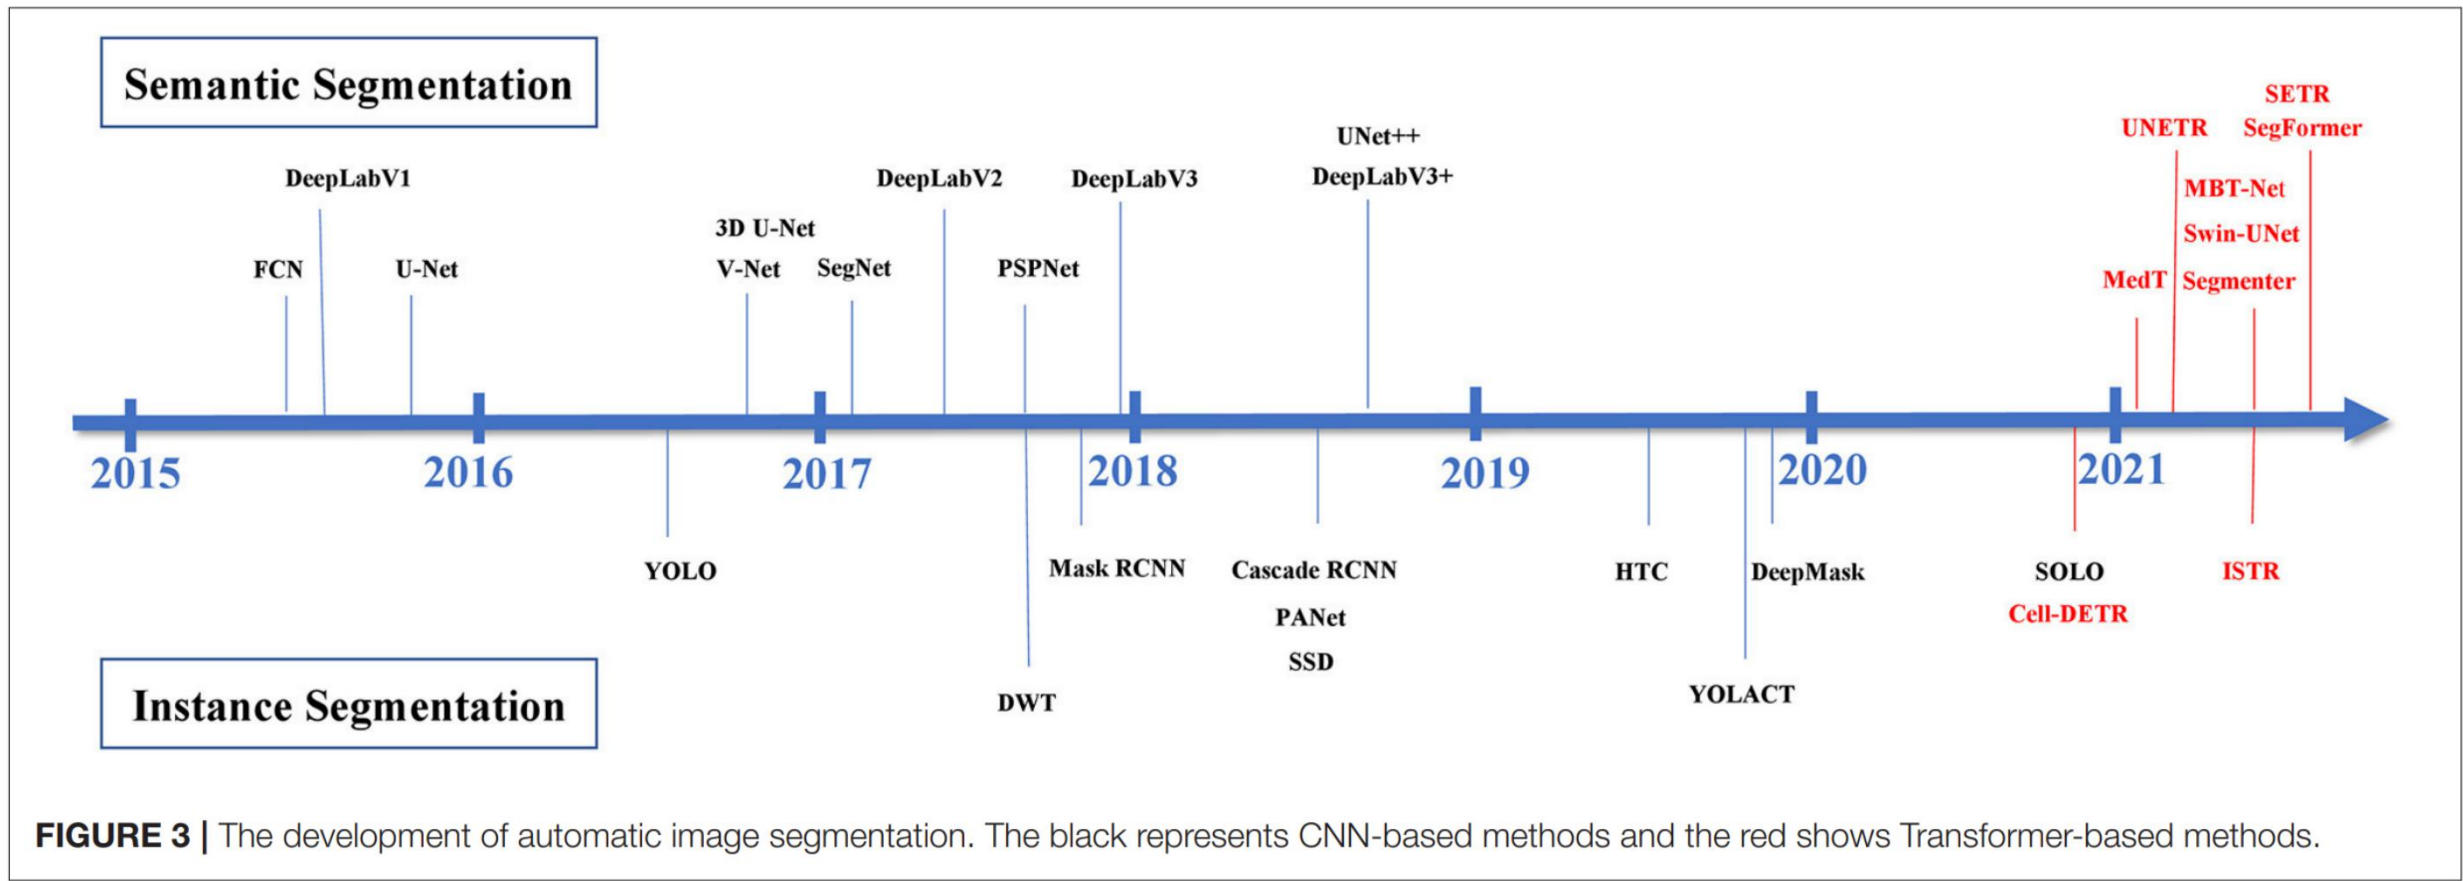 Semantic Segmentation
SETR
UNETR SegFormer
UNet++
DeepLabV1 DeepLabV2 DeepLabV3 DeepLabV3+
MBT-Net
3D U-Net
Swin-UNet
FCN U-Net V-Net SegNet PSPNet
MedT Segmenter
2015 2016 2017 2018 2019 2020 2021
YOLO Mask RCNN Cascade RCNN HTC DeepMask SOLO ISTR
PANet Cell-DETR
SSD
DWT YOLACT
Instance Segmentation
FIGURE 3 | The development of automatic image segmentation. The black represents CNN-based methods and the red shows Transformer-based methods.